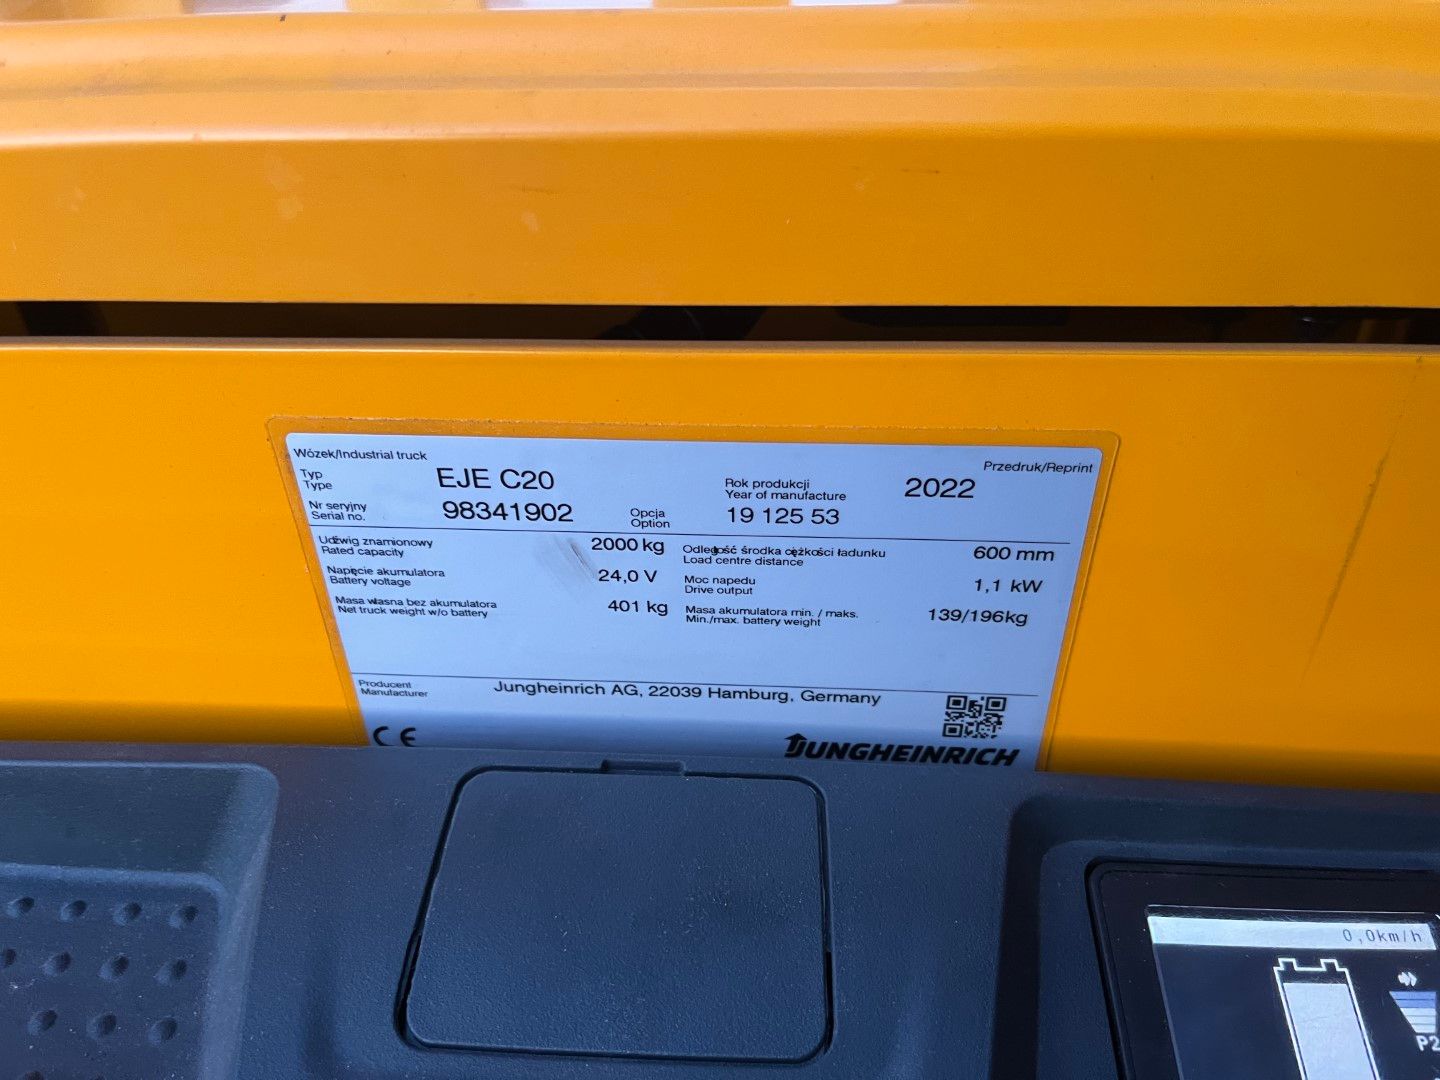 Wózek/Industrial truck
Przedruk/Reprint
Typ
Type
EJE C20
Rok produkcji
Year of manufacture
2022
Nr seryjny
Serial no.
98341902
Opcja
Option
19 125 53
Udźwig znamionowy
Rated capacity
2000 kg
Odległość środka ciężkości ładunku
Load centre distance
600 mm
Napięcie akumulatora
Battery voltage
24,0 V
Moc napędu
Drive output
1,1 kW
Masa własna bez akumulatora
Net truck weight w/o battery
401 kg
Masa akumulatora min. / maks.
Min./max. battery weight
139/196kg
Producent
Manufacturer
Jungheinrich AG, 22039 Hamburg, Germany
CE
JUNGHEINRICH
0,0km/h
P2